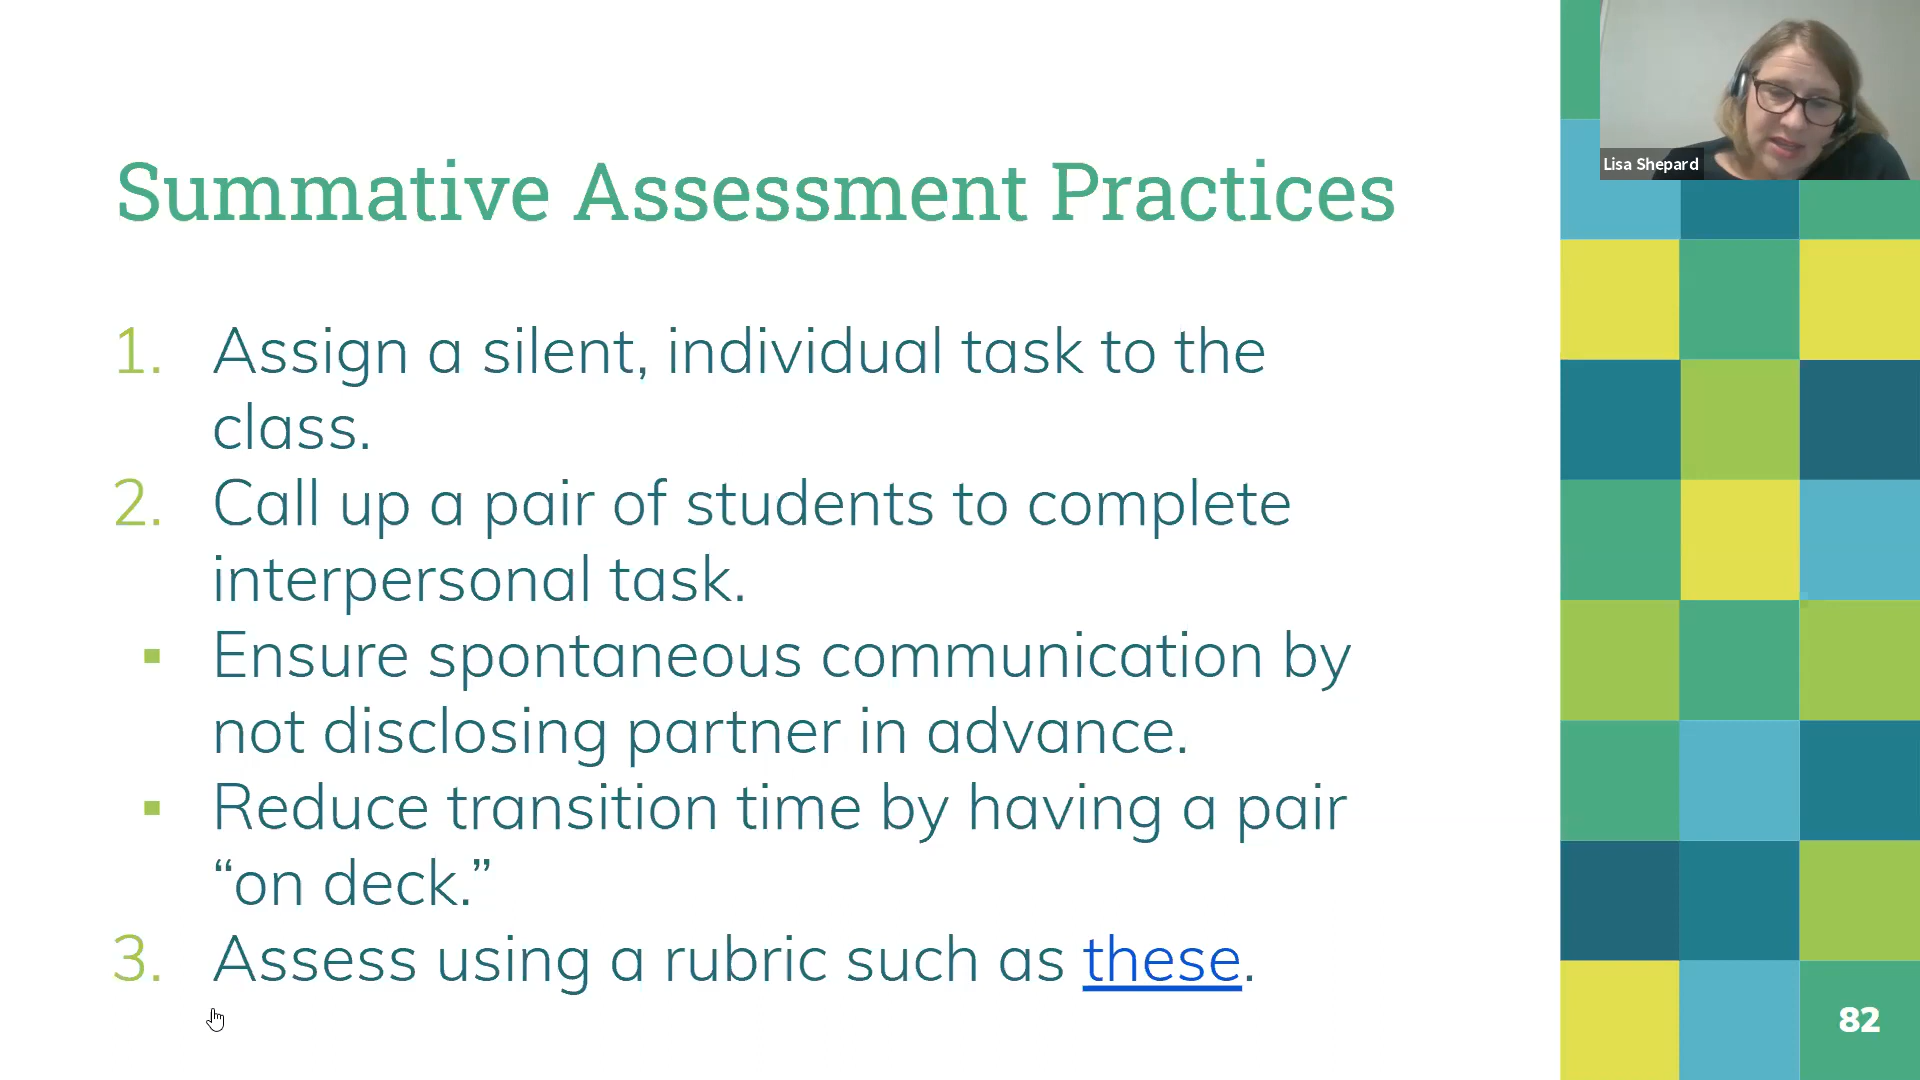 Lisa Shepard
Summative Assessment Practices
1. Assign a silent, individual task to the
class.
2. Call up a pair of students to complete
interpersonal task.
▪ Ensure spontaneous communication by
not disclosing partner in advance.
▪ Reduce transition time by having a pair
“on deck.”
3. Assess using a rubric such as these.
82